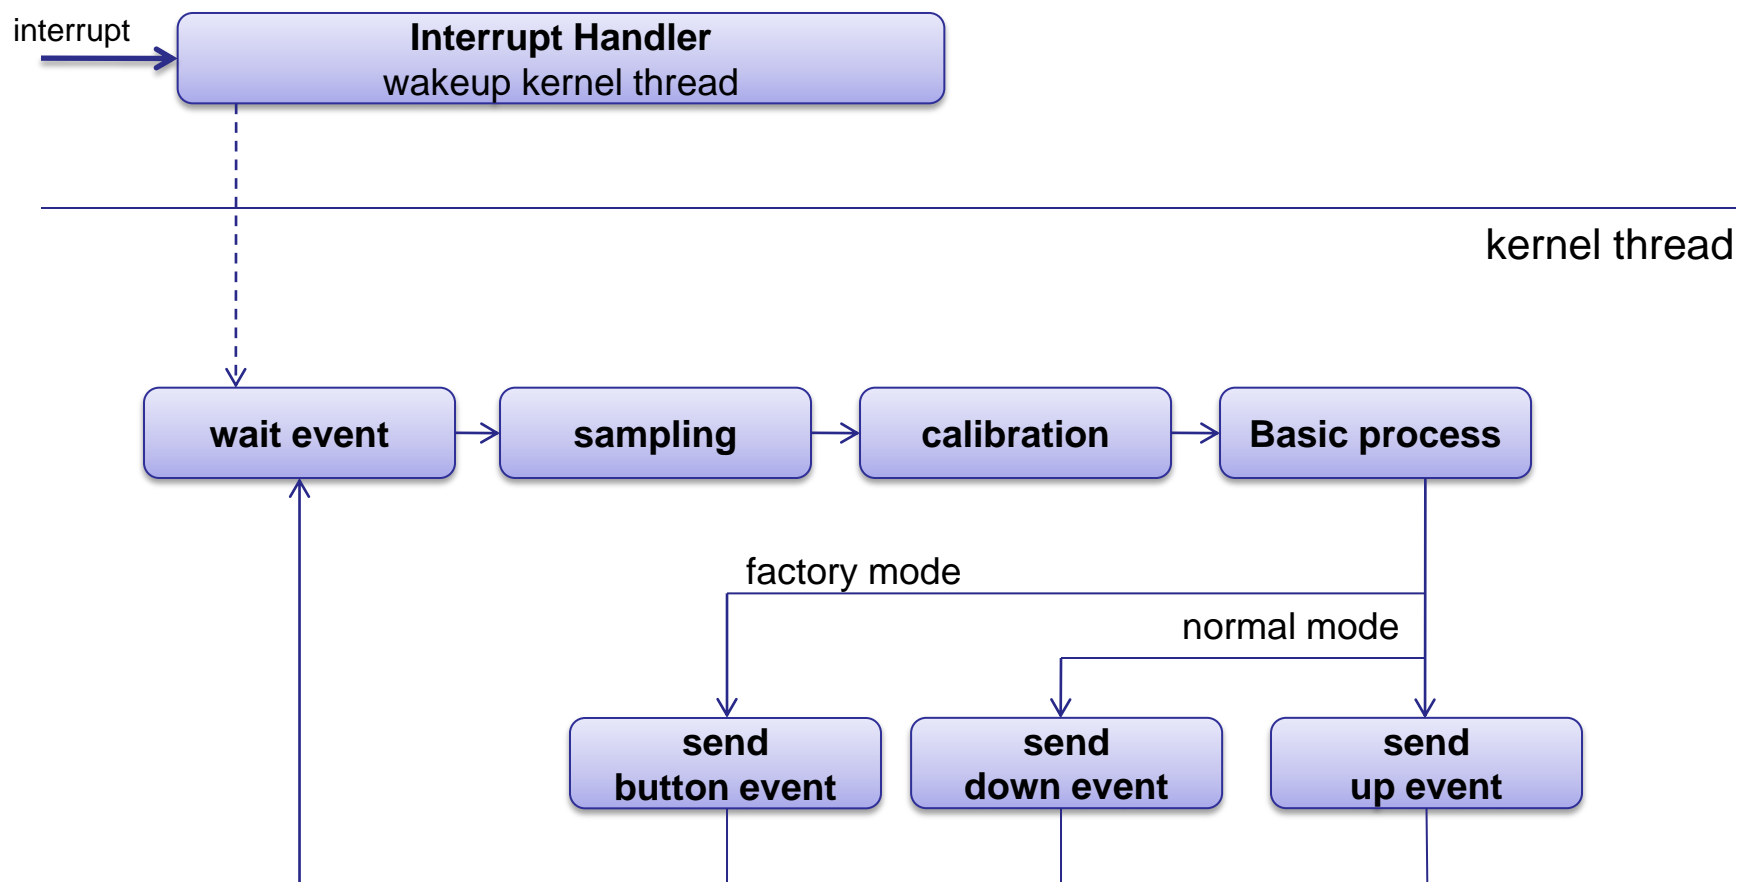 interrupt
Interrupt Handler
wakeup kernel thread
kernel thread
wait event
sampling
calibration
Basic process
factory mode
normal mode
send
button event
send
down event
send
up event